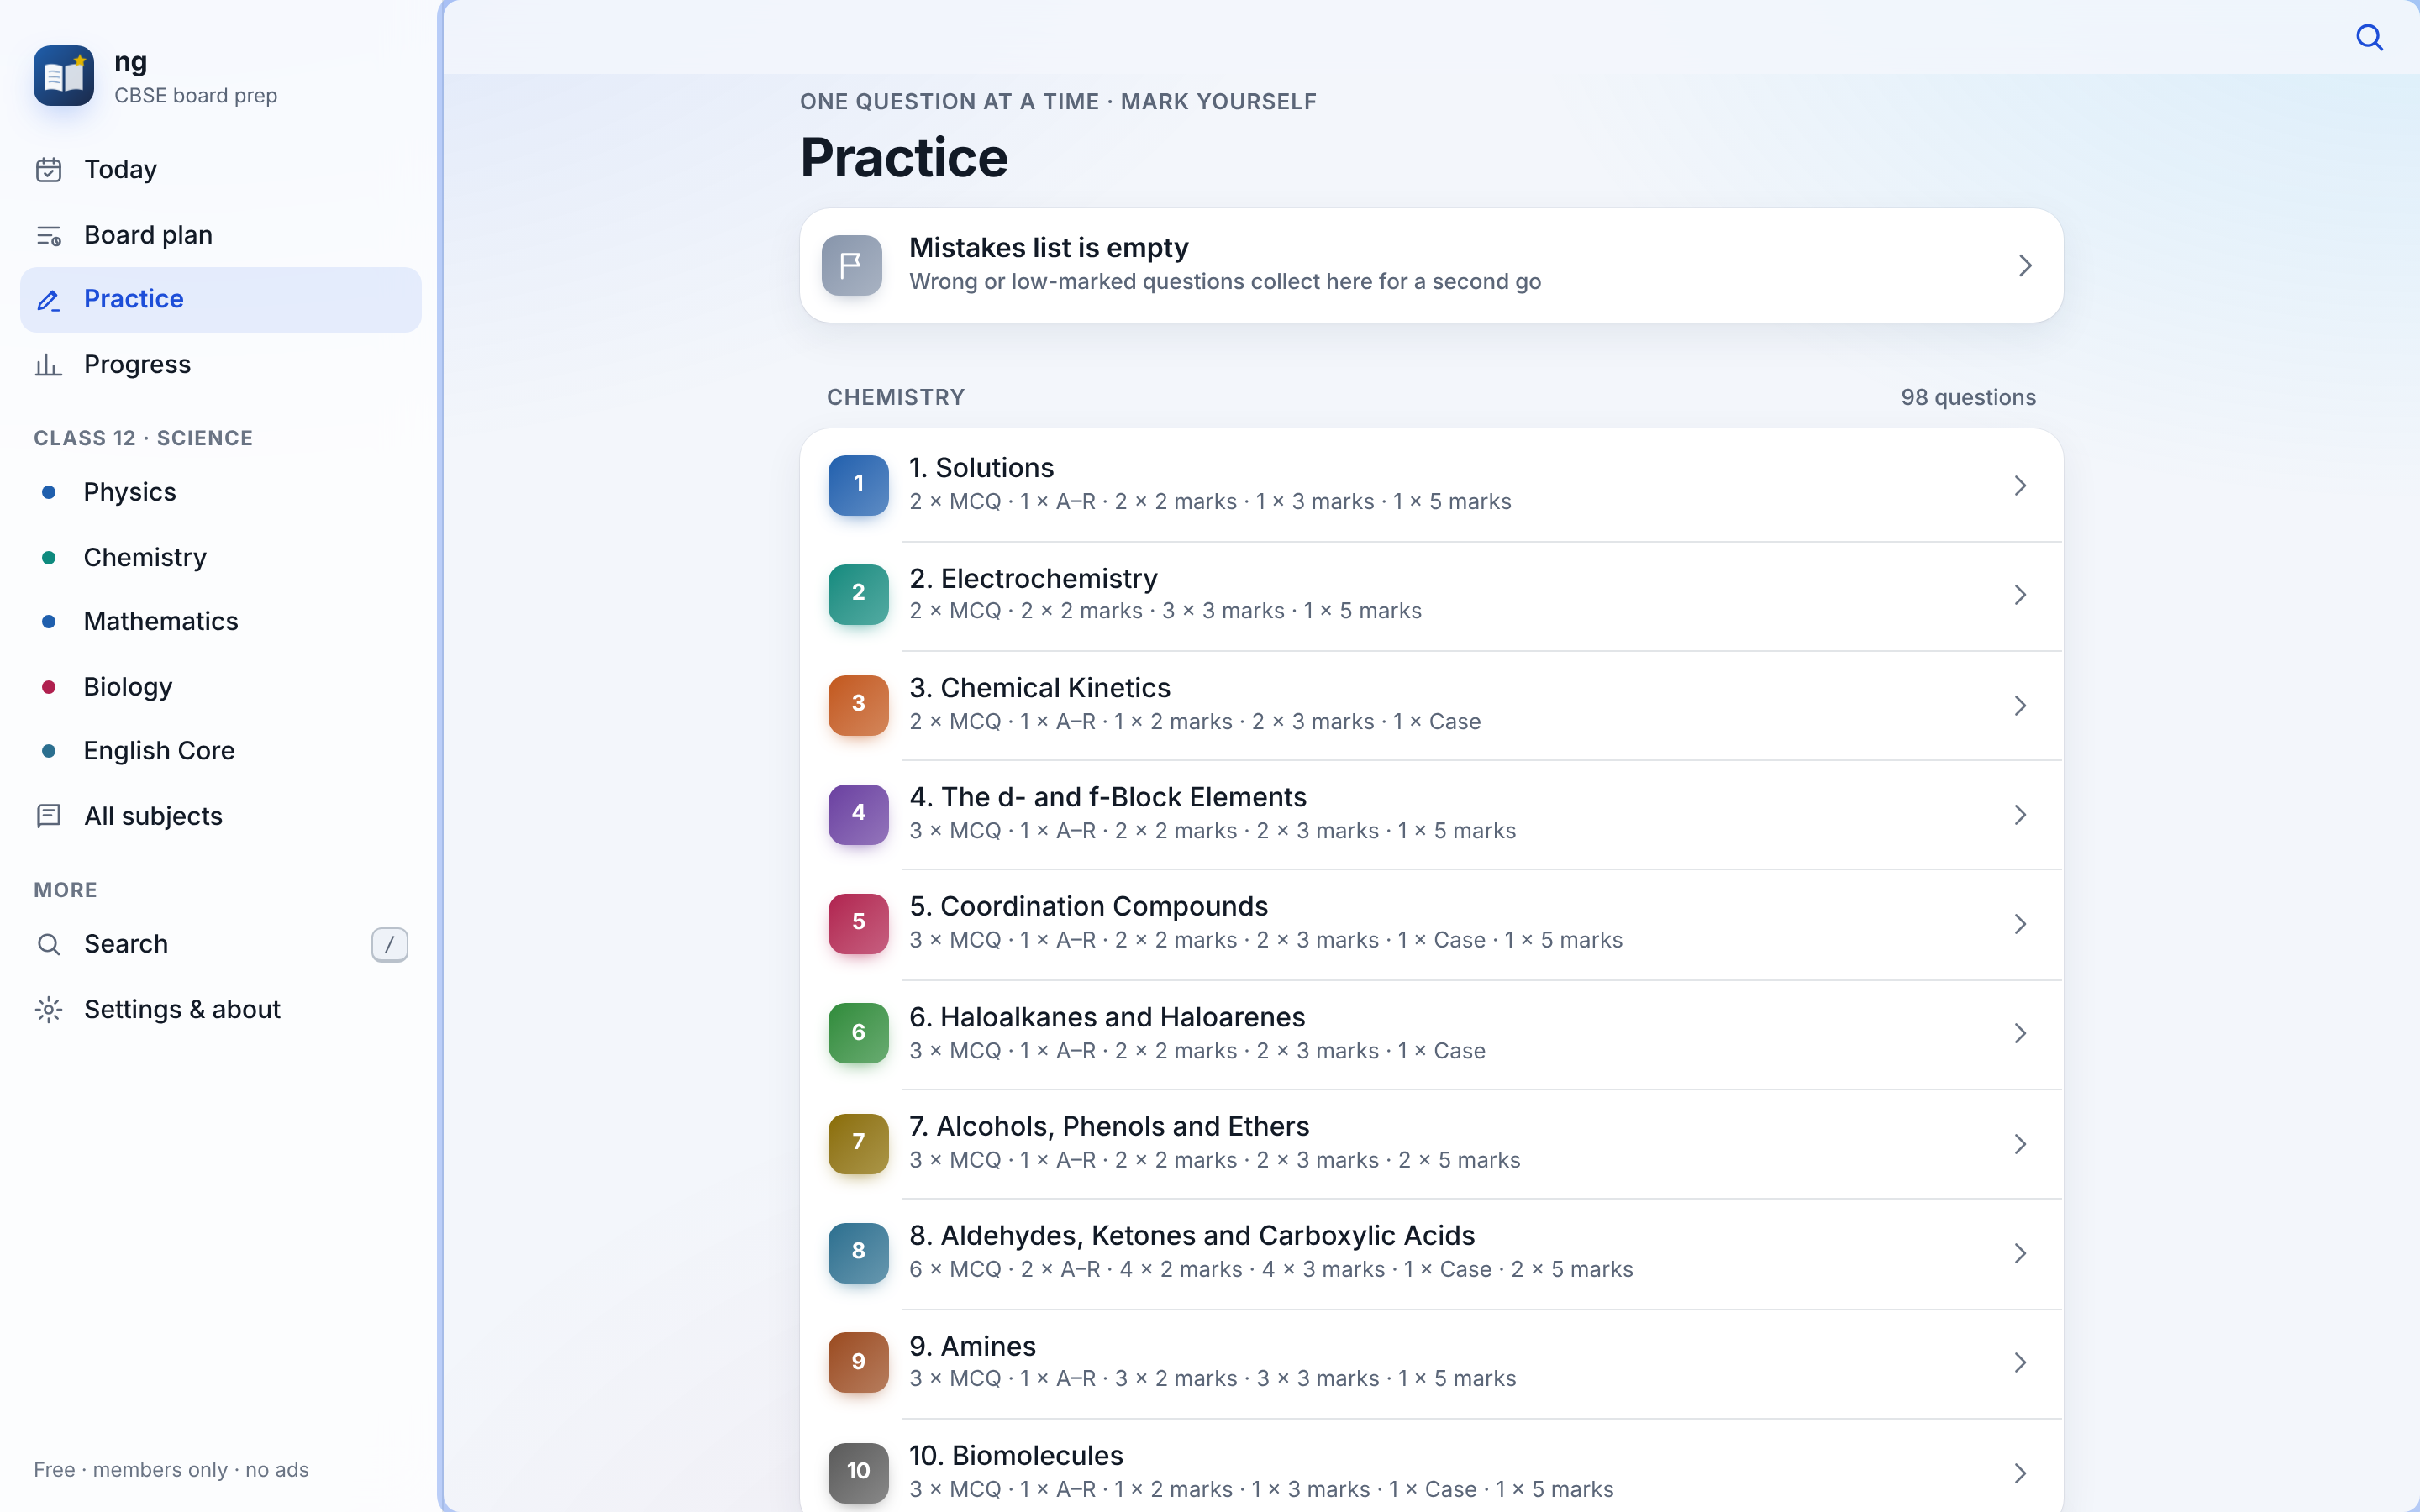 ng
CBSE board prep
Today
Board plan
Practice
Progress
CLASS 12 · SCIENCE
Physics
Chemistry
Mathematics
Biology
English Core
All subjects
MORE
Search
/
Settings & about
Free · members only · no ads
ONE QUESTION AT A TIME · MARK YOURSELF
Practice
Mistakes list is empty
Wrong or low-marked questions collect here for a second go
CHEMISTRY
98 questions
1
1. Solutions
2 × MCQ · 1 × A–R · 2 × 2 marks · 1 × 3 marks · 1 × 5 marks
2
2. Electrochemistry
2 × MCQ · 2 × 2 marks · 3 × 3 marks · 1 × 5 marks
3
3. Chemical Kinetics
2 × MCQ · 1 × A–R · 1 × 2 marks · 2 × 3 marks · 1 × Case
4
4. The d- and f-Block Elements
3 × MCQ · 1 × A–R · 2 × 2 marks · 2 × 3 marks · 1 × 5 marks
5
5. Coordination Compounds
3 × MCQ · 1 × A–R · 2 × 2 marks · 2 × 3 marks · 1 × Case · 1 × 5 marks
6
6. Haloalkanes and Haloarenes
3 × MCQ · 1 × A–R · 2 × 2 marks · 2 × 3 marks · 1 × Case
7
7. Alcohols, Phenols and Ethers
3 × MCQ · 1 × A–R · 2 × 2 marks · 2 × 3 marks · 2 × 5 marks
8
8. Aldehydes, Ketones and Carboxylic Acids
6 × MCQ · 2 × A–R · 4 × 2 marks · 4 × 3 marks · 1 × Case · 2 × 5 marks
9
9. Amines
3 × MCQ · 1 × A–R · 3 × 2 marks · 3 × 3 marks · 1 × 5 marks
10
10. Biomolecules
3 × MCQ · 1 × A–R · 1 × 2 marks · 1 × 3 marks · 1 × Case · 1 × 5 marks